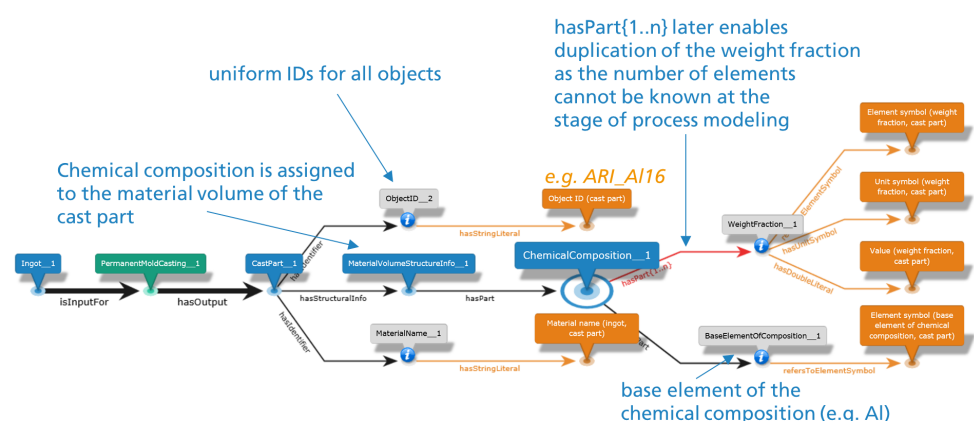 hasPart{1..n} later enables
duplication of the weight fraction
as the number of elements
cannot be known at the
stage of process modeling
uniform IDs for all objects
Chemical composition is assigned
to the material volume of the
cast part
e.g. ARI_Al16
ObjectID__2
Object ID (cast part)
hasStringLiteral
hasIdentifier
Ingot__1
PermanentMoldCasting__1
CastPart__1
MaterialVolumeStructureInfo__1
ChemicalComposition__1
isInputFor
hasOutput
hasStructuralInfo
hasPart
hasPart{1..n}
WeightFraction__1
ElementSymbol
hasUnitSymbol
hasDoubleLiteral
Element symbol (weight
fraction, cast part)
Unit symbol (weight
fraction, cast part)
Value (weight fraction,
cast part)
hasIdentifier
MaterialName__1
Material name (ingot,
cast part)
hasStringLiteral
BaseElementOfComposition__1
refersToElementSymbol
Element symbol (base
element of chemical
composition, cast part)
base element of the
chemical composition (e.g. Al)